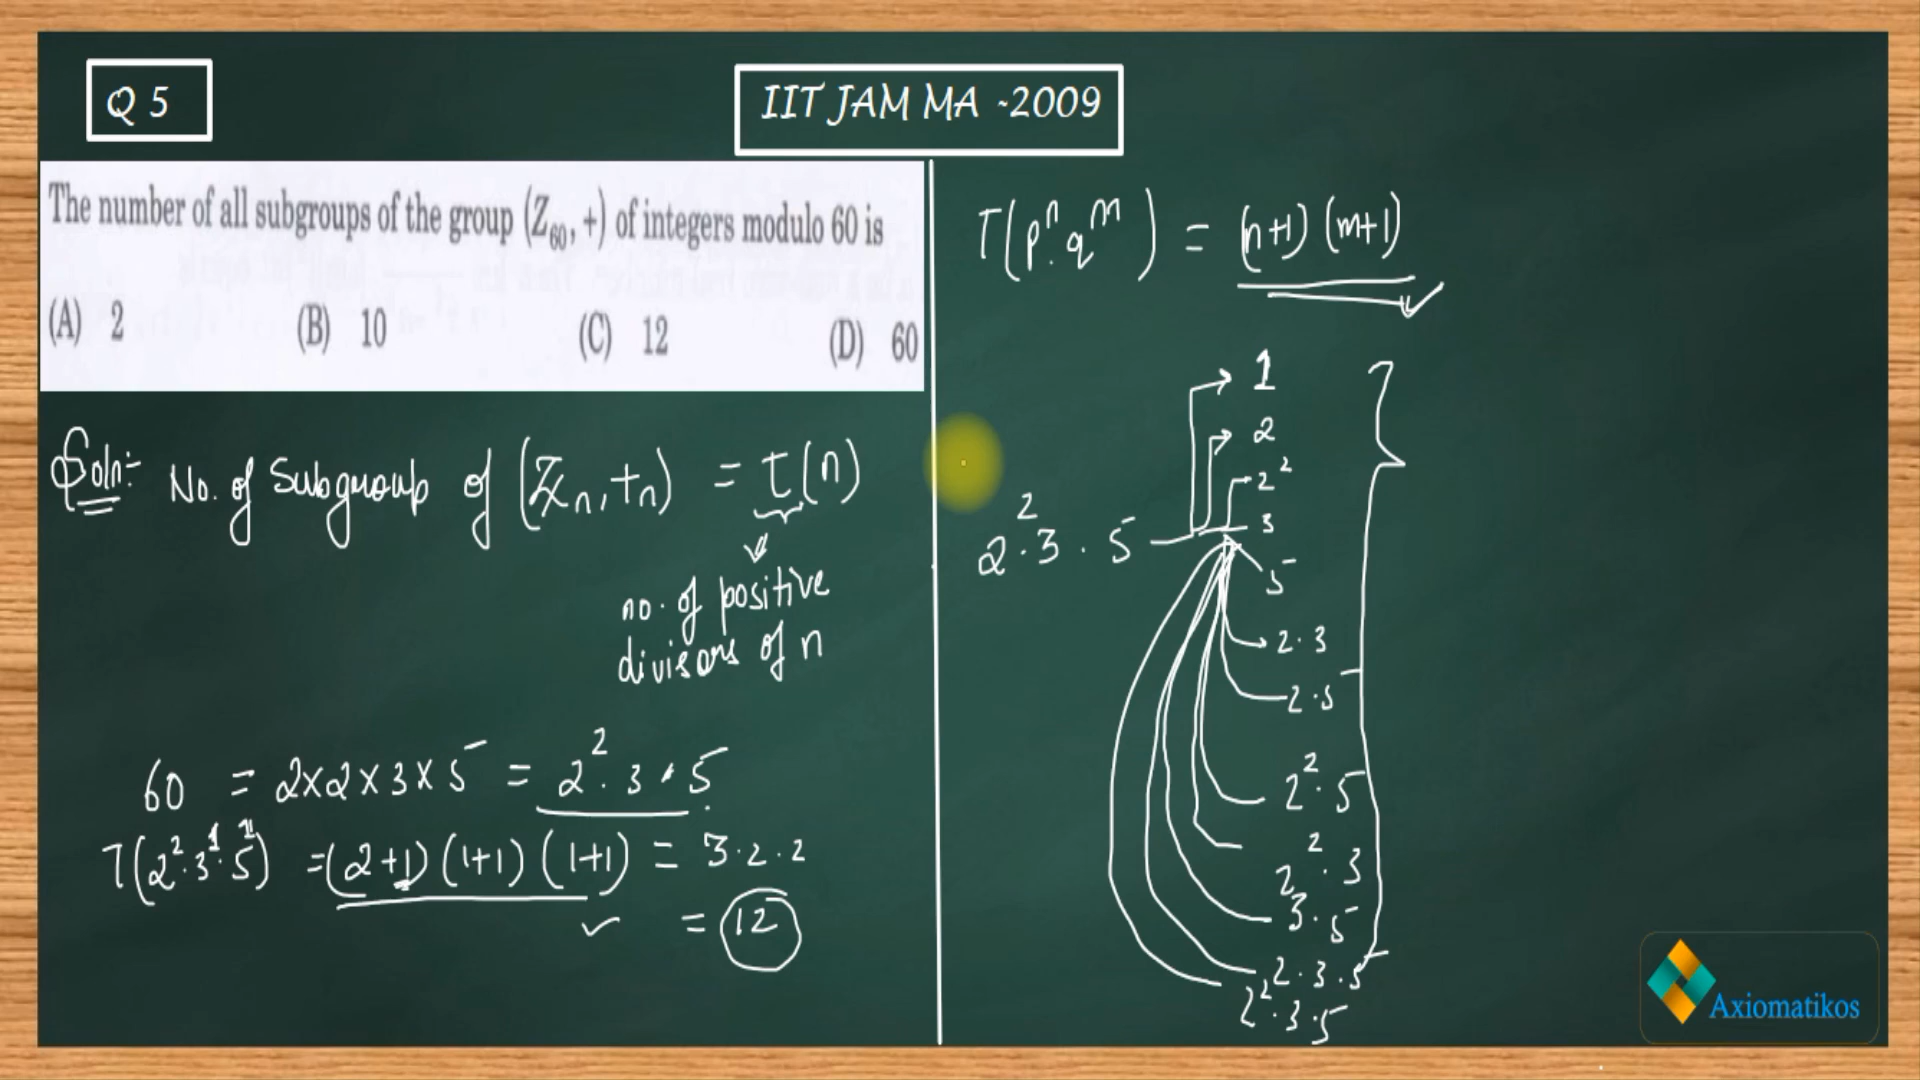 Q 5
IIT JAM MA -2009
The number of all subgroups of the group (Z₆₀, +) of integers modulo 60 is
(A) 2 (B) 10 (C) 12 (D) 60
Soln:- No. of Subgroup of (ℤₙ, +ₙ) = τ(n)
no. of positive
divisors of n
60 = 2×2×3×5 = 2²·3·5
T(2²·3¹·5¹) = (2+1)(1+1)(1+1) = 3·2·2
= 12
T(pⁿ·qᵐ) = (n+1)(m+1)
2²·3·5
1
2
2²
3
5
2·3
2·5
2²·5
2²·3
3·5
2·3·5
2²·3·5
Axiomatikos